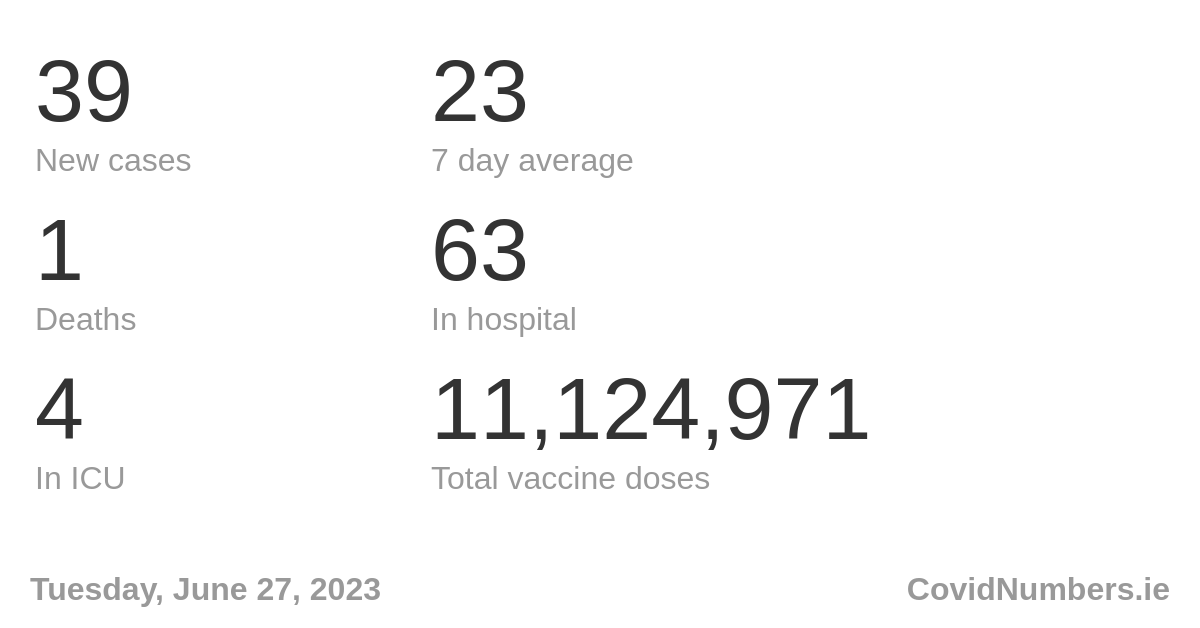 39
23
New cases
7 day average
1
63
Deaths
In hospital
4
11,124,971
In ICU
Total vaccine doses
Tuesday, June 27, 2023
CovidNumbers.ie